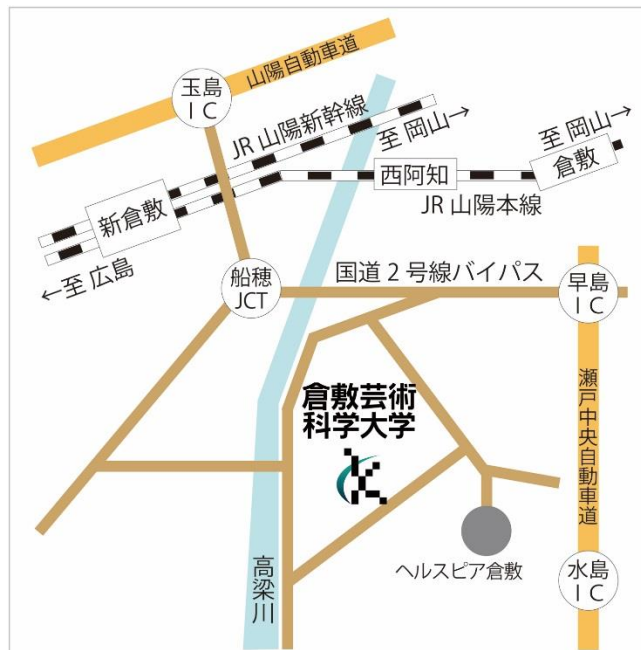 山陽自動車道
玉島
I C
JR 山陽新幹線
至 岡山→
至 岡山→
倉敷
西阿知
JR 山陽本線
新倉敷
←至 広島
船穂
JCT
国道 2 号線バイパス
早島
I C
倉敷芸術
科学大学
瀬戸中央自動車道
高梁川
ヘルスピア倉敷
水島
I C